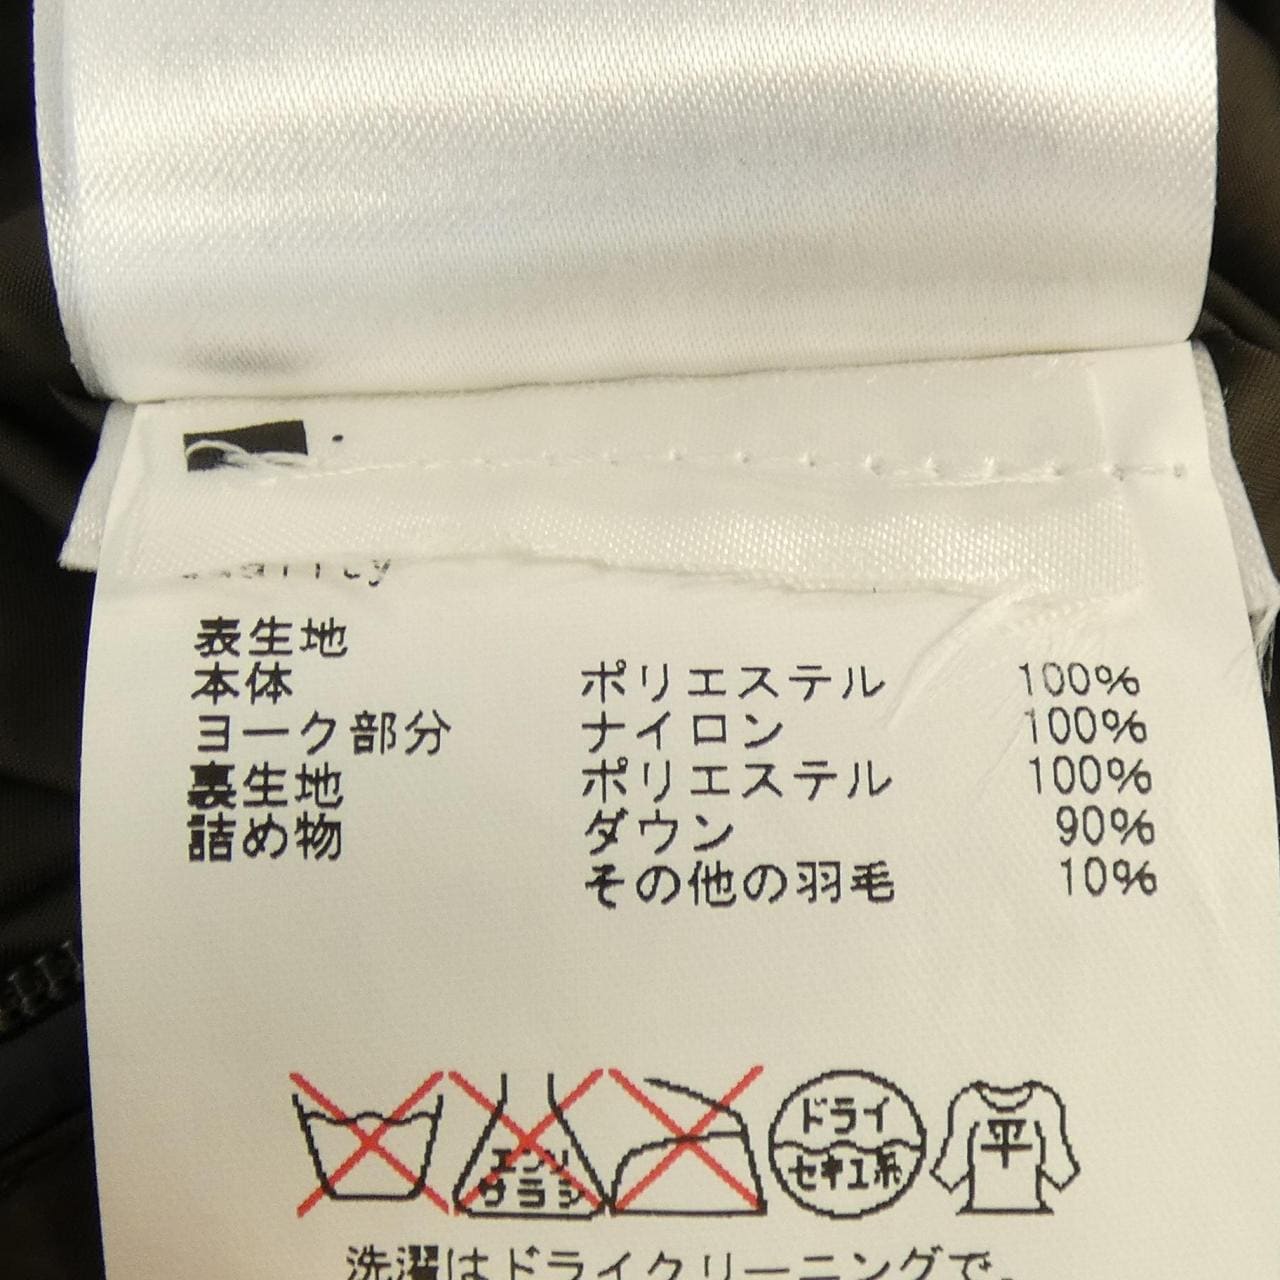 表生地
本体 ポリエステル 100%
ヨーク部分 ナイロン 100%
裏生地 ポリエステル 100%
詰め物 ダウン 90%
その他の羽毛 10%
エンソ
サラシ
ドライ
セキユ系
平
洗濯はドライクリーニングで。